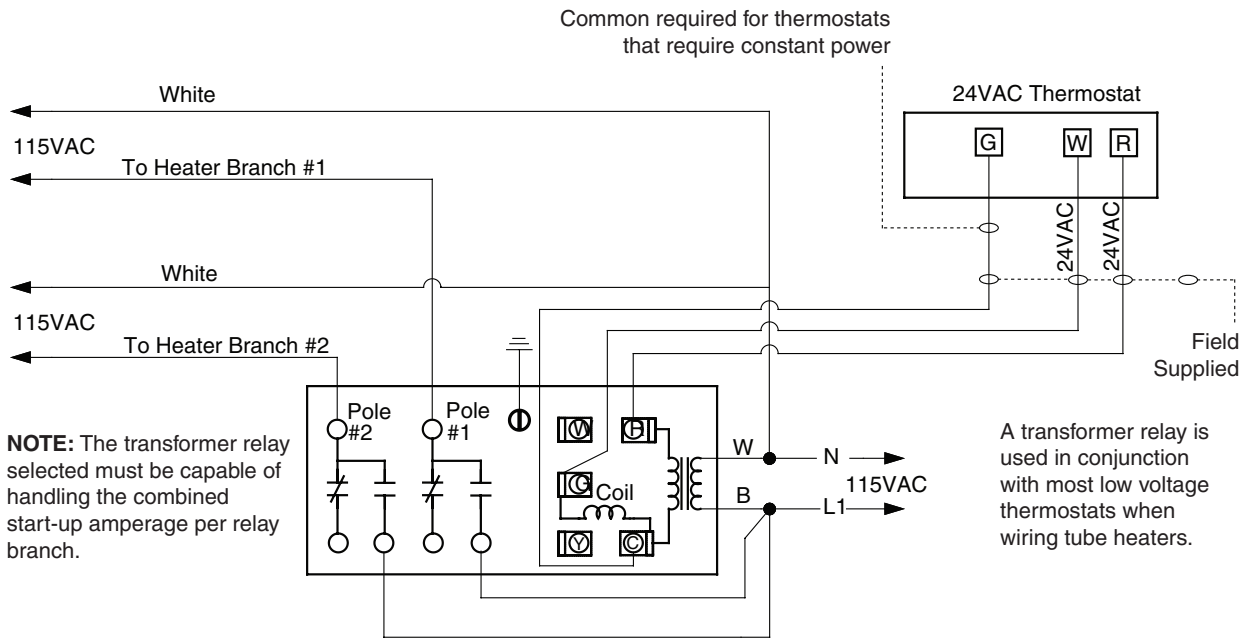 Common required for thermostats
that require constant power
24VAC Thermostat
G
W
R
24VAC
24VAC
White
115VAC
To Heater Branch #1
White
115VAC
To Heater Branch #2
Field
Supplied
NOTE: The transformer relay
selected must be capable of
handling the combined
start-up amperage per relay
branch.
Pole
#2
Pole
#1
W
R
G
Coil
Y
C
W
B
N
115VAC
L1
A transformer relay is
used in conjunction
with most low voltage
thermostats when
wiring tube heaters.